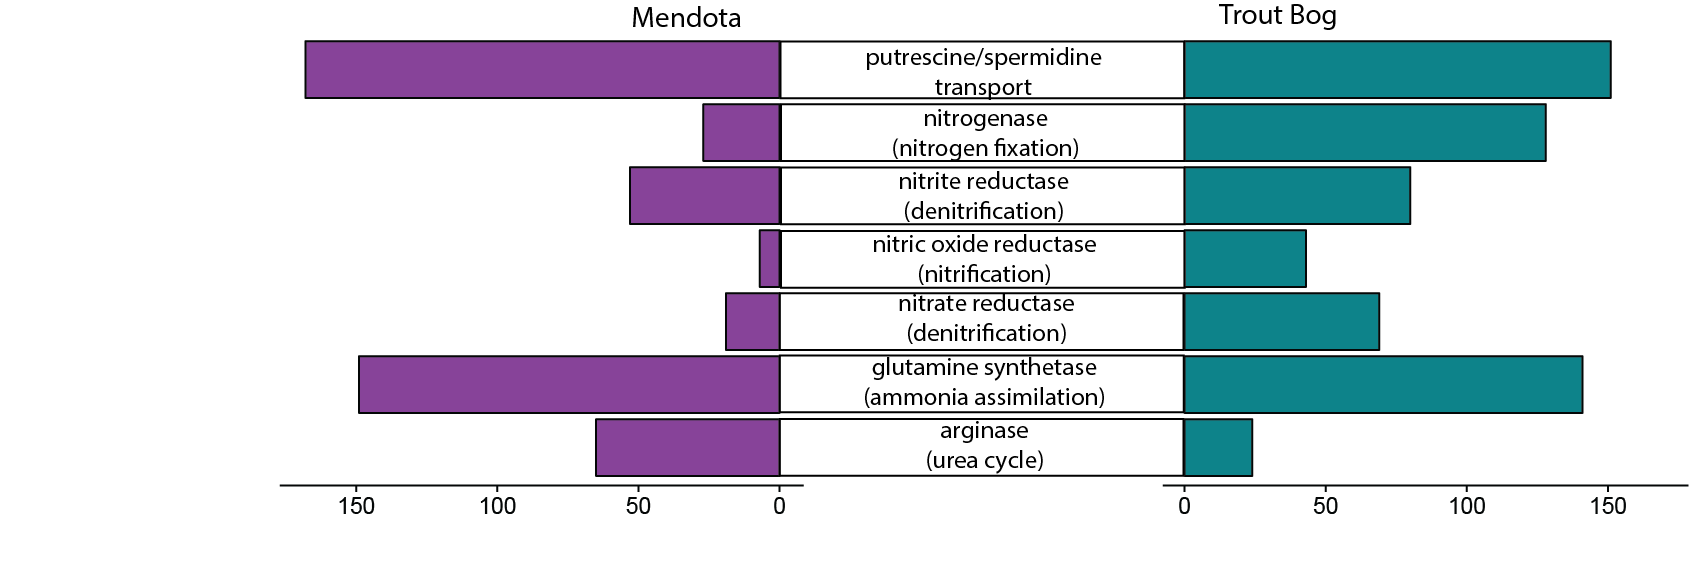 Mendota
Trout Bog
putrescine/spermidine
transport
nitrogenase
(nitrogen fixation)
nitrite reductase
(denitrification)
nitric oxide reductase
(nitrification)
nitrate reductase
(denitrification)
glutamine synthetase
(ammonia assimilation)
arginase
(urea cycle)
150 100 50 0
0 50 100 150